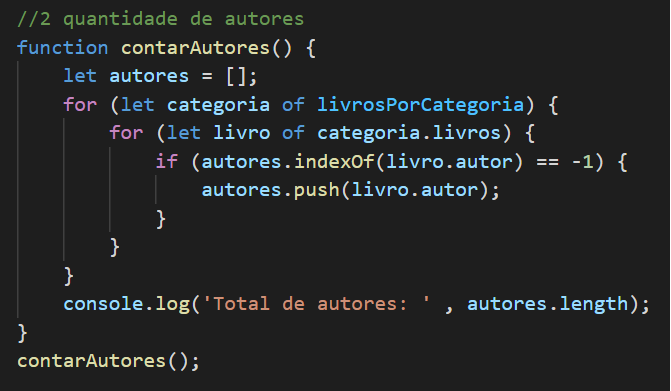 //2 quantidade de autores
function contarAutores() {
    let autores = [];
    for (let categoria of livrosPorCategoria) {
        for (let livro of categoria.livros) {
            if (autores.indexOf(livro.autor) == -1) {
                autores.push(livro.autor);
            }
        }
    }
    console.log('Total de autores: ' , autores.length);
}
contarAutores();